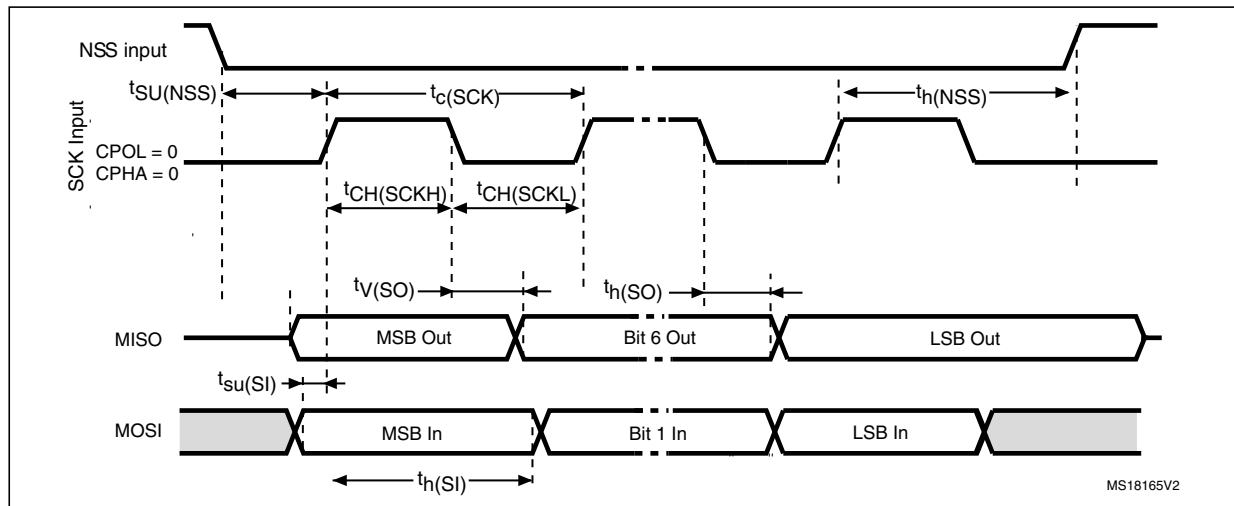 NSS input
tSU(NSS)
tc(SCK)
th(NSS)
SCK Input
CPOL = 0
CPHA = 0
tCH(SCKH)
tCH(SCKL)
tV(SO)
th(SO)
MISO
MSB Out
Bit 6 Out
LSB Out
tsu(SI)
MOSI
MSB In
Bit 1 In
LSB In
th(SI)
MS18165V2